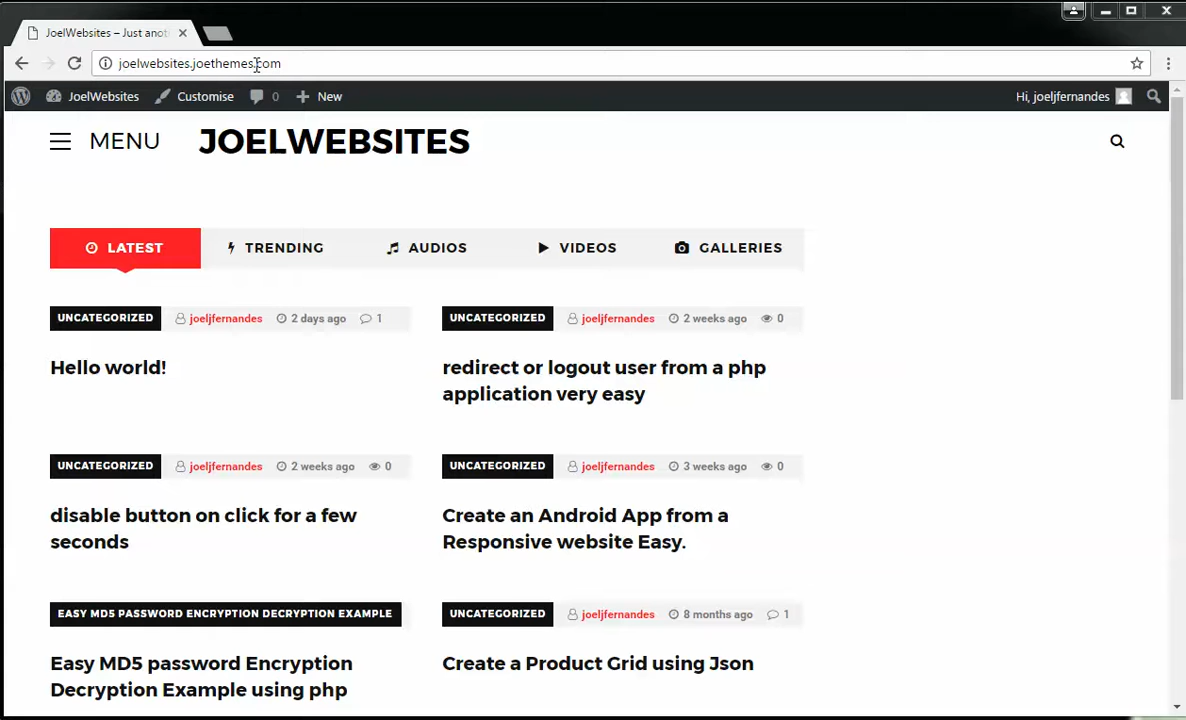 JoelWebsites – Just anot
joelwebsites.joethemes.com
JoelWebsites Customise 0 New Hi, joeljfernandes
MENU JOELWEBSITES
LATEST TRENDING AUDIOS VIDEOS GALLERIES
UNCATEGORIZED joeljfernandes 2 days ago 1
Hello world!
UNCATEGORIZED joeljfernandes 2 weeks ago 0
redirect or logout user from a php
application very easy
UNCATEGORIZED joeljfernandes 2 weeks ago 0
disable button on click for a few
seconds
UNCATEGORIZED joeljfernandes 3 weeks ago 0
Create an Android App from a
Responsive website Easy.
EASY MD5 PASSWORD ENCRYPTION DECRYPTION EXAMPLE
Easy MD5 password Encryption
Decryption Example using php
UNCATEGORIZED joeljfernandes 8 months ago 1
Create a Product Grid using Json